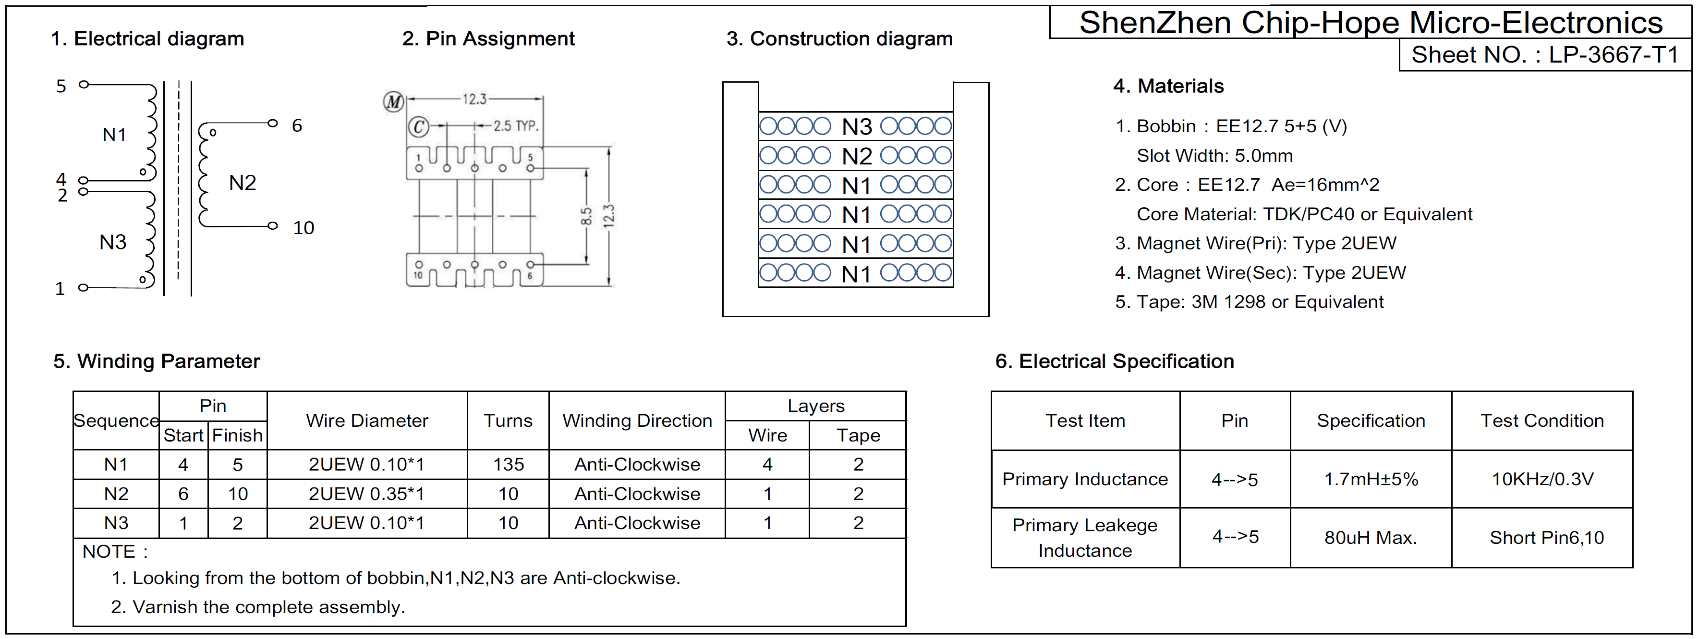 ShenZhen Chip-Hope Micro-Electronics
Sheet NO. : LP-3667-T1
1. Electrical diagram
5
N1
4
2
N3
1
6
N2
10
2. Pin Assignment
M
12.3
C
2.5 TYP.
1
5
8.5
12.3
10
6
3. Construction diagram
N3
N2
N1
N1
N1
N1
4. Materials
1. Bobbin : EE12.7 5+5 (V)
Slot Width: 5.0mm
2. Core : EE12.7 Ae=16mm^2
Core Material: TDK/PC40 or Equivalent
3. Magnet Wire(Pri): Type 2UEW
4. Magnet Wire(Sec): Type 2UEW
5. Tape: 3M 1298 or Equivalent
5. Winding Parameter
Sequence Pin Wire Diameter Turns Winding Direction Layers
Start Finish Wire Tape
N1 4 5 2UEW 0.10*1 135 Anti-Clockwise 4 2
N2 6 10 2UEW 0.35*1 10 Anti-Clockwise 1 2
N3 1 2 2UEW 0.10*1 10 Anti-Clockwise 1 2
NOTE :
1. Looking from the bottom of bobbin,N1,N2,N3 are Anti-clockwise.
2. Varnish the complete assembly.
6. Electrical Specification
Test Item Pin Specification Test Condition
Primary Inductance 4-->5 1.7mH±5% 10KHz/0.3V
Primary Leakege
Inductance 4-->5 80uH Max. Short Pin6,10